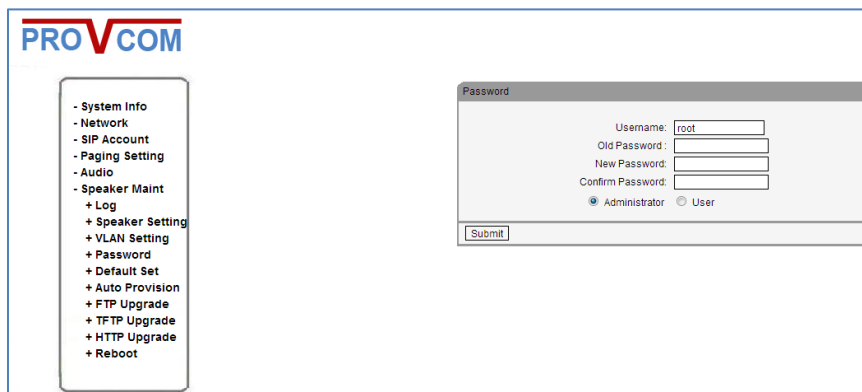 PROVCOM
- System Info
- Network
- SIP Account
- Paging Setting
- Audio
- Speaker Maint
+ Log
+ Speaker Setting
+ VLAN Setting
+ Password
+ Default Set
+ Auto Provision
+ FTP Upgrade
+ TFTP Upgrade
+ HTTP Upgrade
+ Reboot
Password
Username: root
Old Password :
New Password:
Confirm Password:
Administrator User
Submit